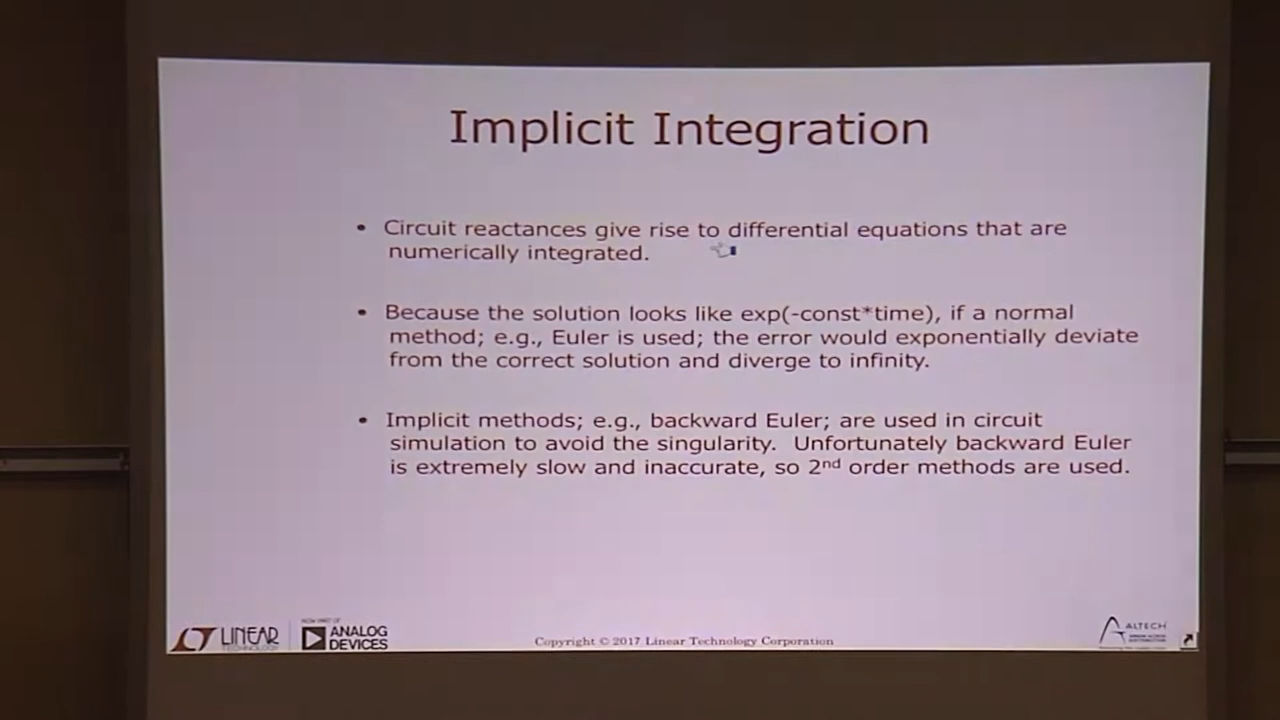 Implicit Integration
• Circuit reactances give rise to differential equations that are
numerically integrated.
• Because the solution looks like exp(-const*time), if a normal
method; e.g., Euler is used; the error would exponentially deviate
from the correct solution and diverge to infinity.
• Implicit methods; e.g., backward Euler; are used in circuit
simulation to avoid the singularity. Unfortunately backward Euler
is extremely slow and inaccurate, so 2nd order methods are used.
LINEAR
TECHNOLOGY
NOW PART OF
ANALOG
DEVICES
Copyright © 2017 Linear Technology Corporation
ALTECH